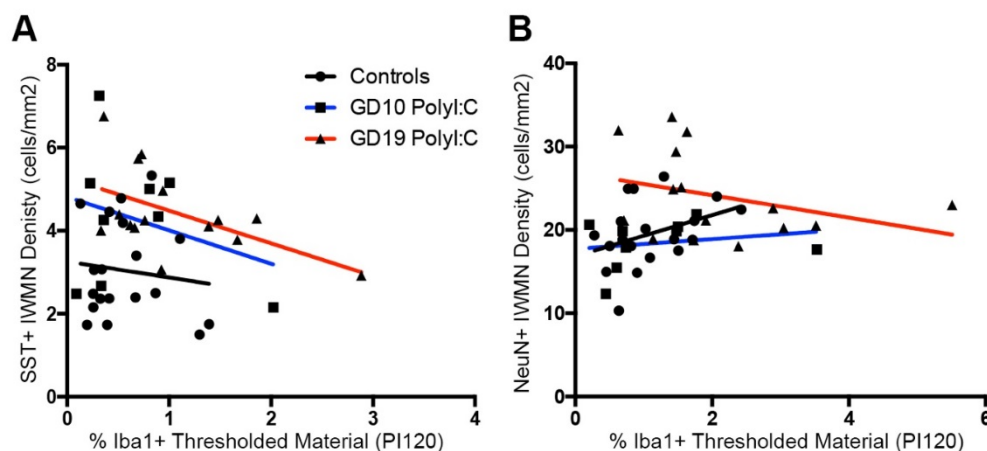 A
SST+ IWMN Denisty (cells/mm2)
8
6
4
2
0
0 1 2 3 4
% Iba1+ Thresholded Material (PI120)
Controls
GD10 PolyI:C
GD19 PolyI:C
B
NeuN+ IWMN Density (cells/mm2)
40
30
20
10
0
0 2 4 6
% Iba1+ Thresholded Material (PI120)